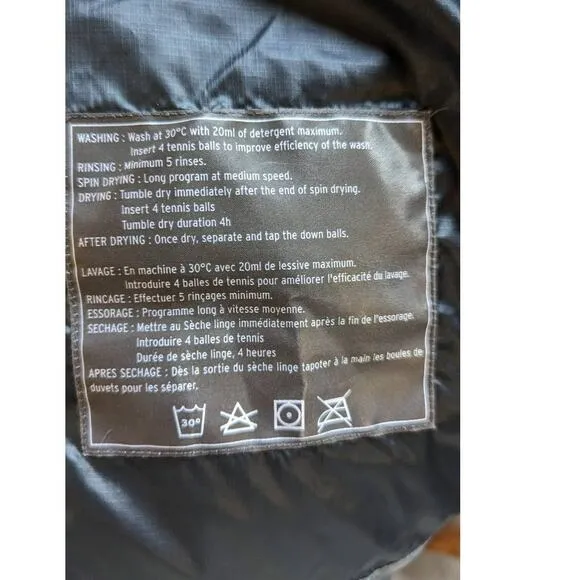 WASHING : Wash at 30°C with 20ml of detergent maximum.
Insert 4 tennis balls to improve efficiency of the wash.
RINSING : Minimum 5 rinses.
SPIN DRYING : Long program at medium speed.
DRYING : Tumble dry immediately after the end of spin drying.
Insert 4 tennis balls
Tumble dry duration 4h
AFTER DRYING : Once dry, separate and tap the down balls.
LAVAGE : En machine à 30°C avec 20ml de lessive maximum.
Introduire 4 balles de tennis pour améliorer l'efficacité du lavage.
RINCAGE : Effectuer 5 rinçages minimum.
ESSORAGE : Programme long à vitesse moyenne.
SECHAGE : Mettre au Sèche linge immédiatement après la fin de l'essorage.
Introduire 4 balles de tennis
Durée de sèche linge, 4 heures
APRES SECHAGE : Dès la sortie du sèche linge tapoter à la main les boules de
duvets pour les séparer.
30°